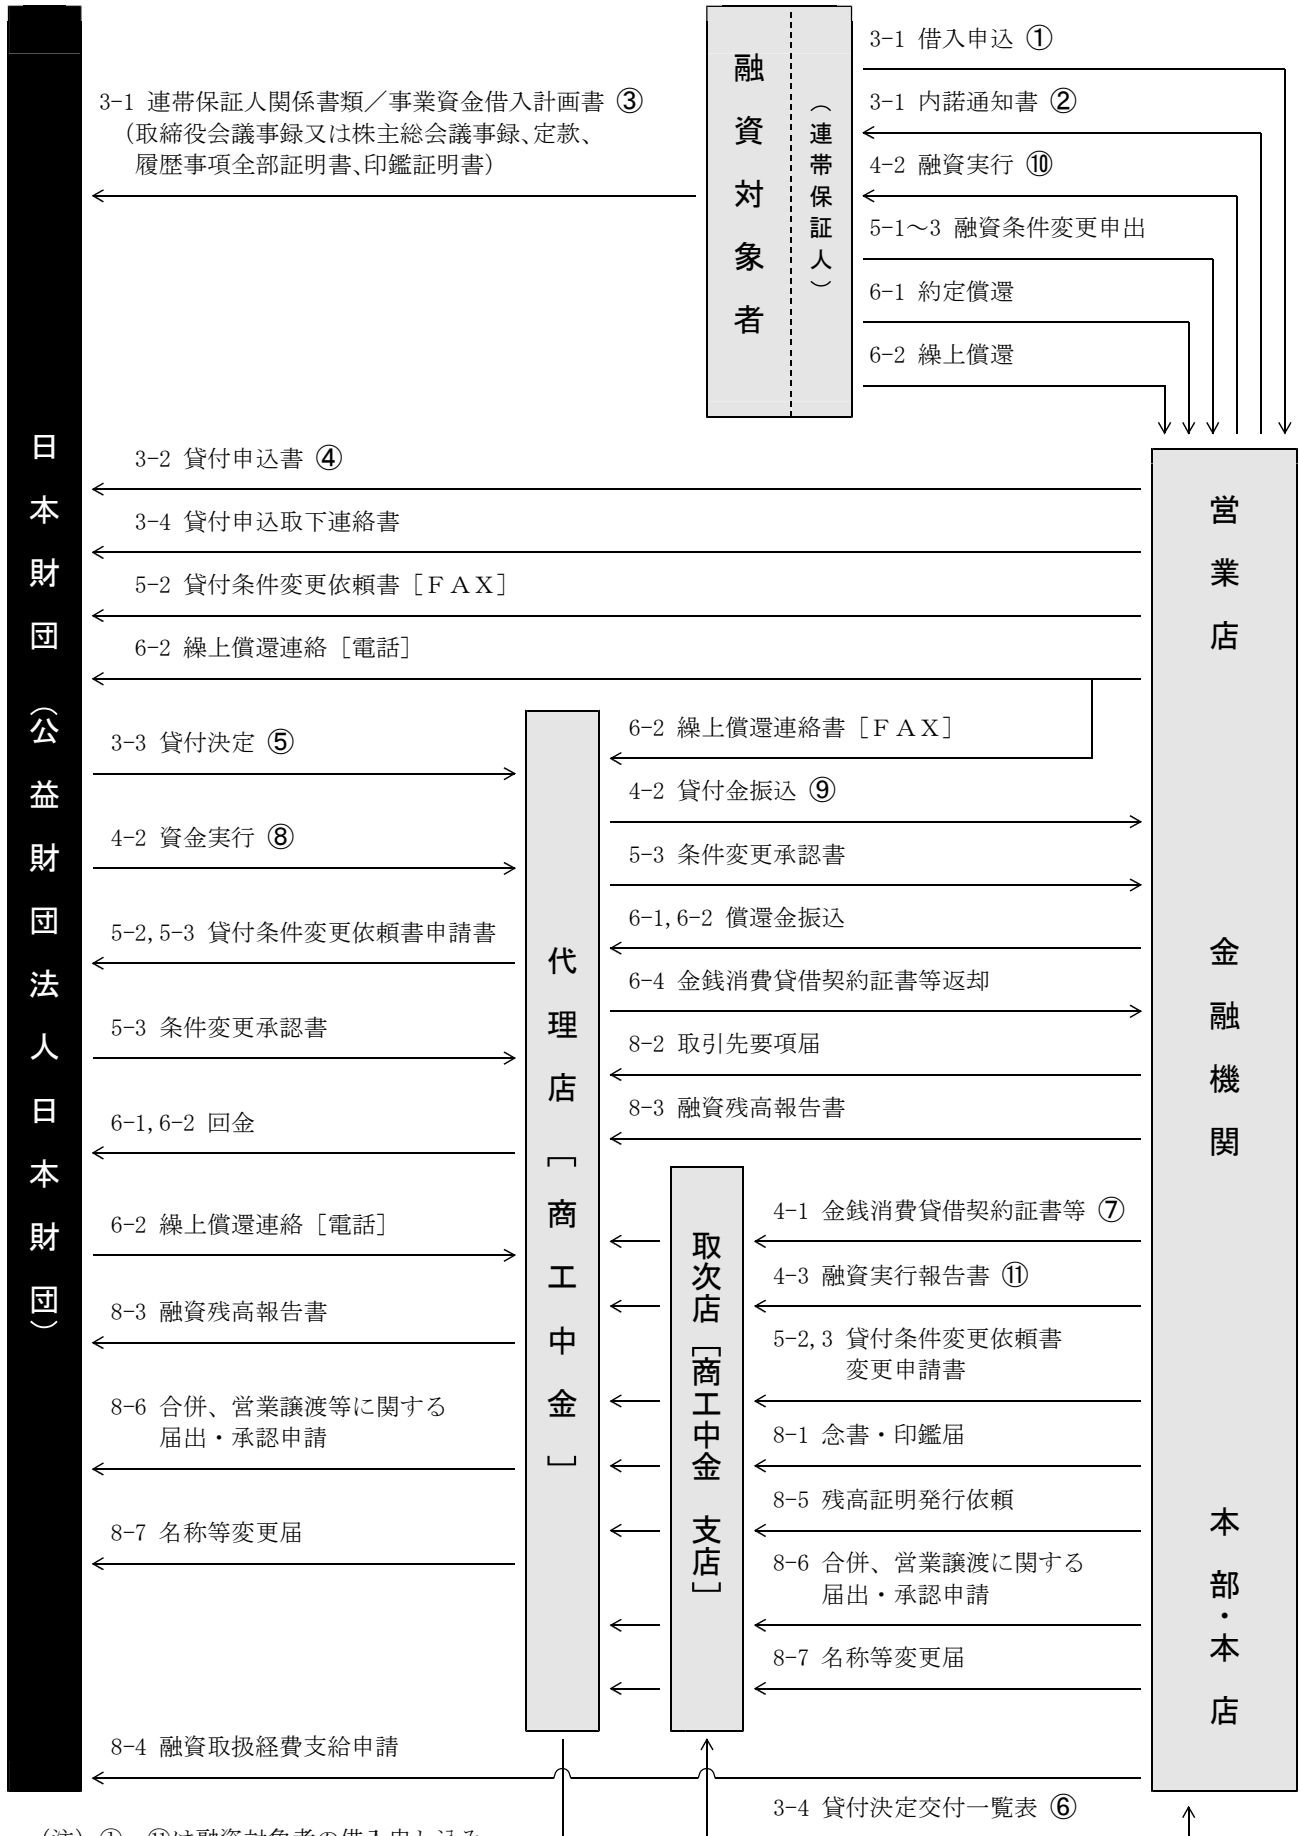 3-1 借入申込 ①
3-1 連帯保証人関係書類／事業資金借入計画書 ③
（取締役会議事録又は株主総会議事録、定款、
履歴事項全部証明書、印鑑証明書）
融資対象者
（連帯保証人）
3-1 内諾通知書 ②
4-2 融資実行 ⑩
5-1～3 融資条件変更申出
6-1 約定償還
6-2 繰上償還
日本財団（公益財団法人日本財団）
3-2 貸付申込書 ④
3-4 貸付申込取下連絡書
5-2 貸付条件変更依頼書［ＦＡＸ］
6-2 繰上償還連絡［電話］
営業店
金融機関
本部・本店
3-3 貸付決定 ⑤
4-2 資金実行 ⑧
5-2,5-3 貸付条件変更依頼書申請書
5-3 条件変更承認書
6-1,6-2 回金
6-2 繰上償還連絡［電話］
8-3 融資残高報告書
8-6 合併、営業譲渡等に関する
届出・承認申請
8-7 名称等変更届
代理店［商工中金］
6-2 繰上償還連絡書［ＦＡＸ］
4-2 貸付金振込 ⑨
5-3 条件変更承認書
6-1,6-2 償還金振込
6-4 金銭消費貸借契約証書等返却
8-2 取引先要項届
8-3 融資残高報告書
取次店［商工中金 支店］
4-1 金銭消費貸借契約証書等 ⑦
4-3 融資実行報告書 ⑪
5-2,3 貸付条件変更依頼書
変更申請書
8-1 念書・印鑑届
8-5 残高証明発行依頼
8-6 合併、営業譲渡に関する
届出・承認申請
8-7 名称等変更届
8-4 融資取扱経費支給申請
3-4 貸付決定交付一覧表 ⑥